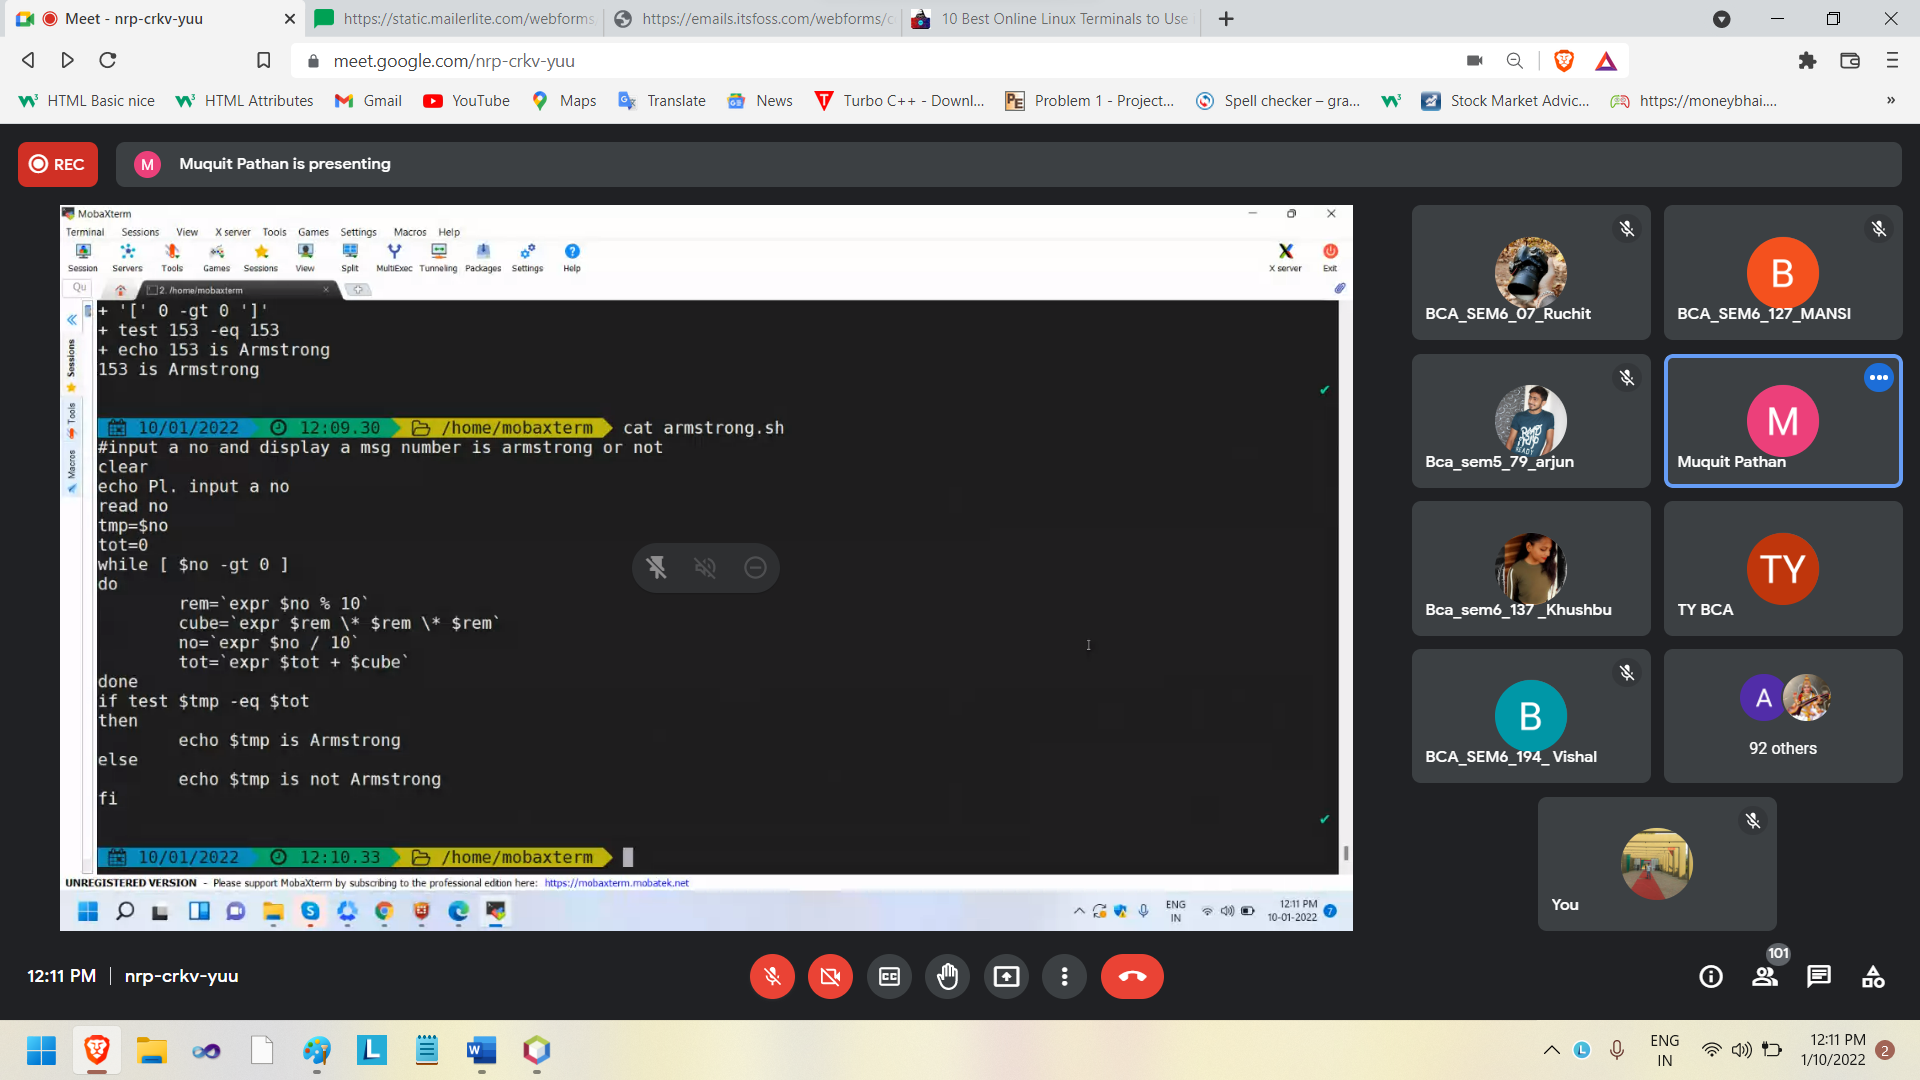 Meet - nrp-crkv-yuu
https://static.mailerlite.com/webforms
https://emails.itsfoss.com/webforms/
10 Best Online Linux Terminals to Use
meet.google.com/nrp-crkv-yuu
HTML Basic nice
HTML Attributes
Gmail
YouTube
Maps
Translate
News
Turbo C++ - Downl...
Problem 1 - Project...
Spell checker – gra...
Stock Market Advic...
https://moneybhai....
»
REC
M
Muquit Pathan is presenting
MobaXterm
Terminal Sessions View X server Tools Games Settings Macros Help
Session Servers Tools Games Sessions View Split MultiExec Tunneling Packages Settings Help
X server Exit
Qu
2. /home/mobaxterm
Sessions
Tools
Macros
+ '[' 0 -gt 0 ']'
+ test 153 -eq 153
+ echo 153 is Armstrong
153 is Armstrong
10/01/2022 12:09.30 /home/mobaxterm cat armstrong.sh
#input a no and display a msg number is armstrong or not
clear
echo Pl. input a no
read no
tmp=$no
tot=0
while [ $no -gt 0 ]
do
rem=`expr $no % 10`
cube=`expr $rem \* $rem \* $rem`
no=`expr $no / 10`
tot=`expr $tot + $cube`
done
if test $tmp -eq $tot
then
echo $tmp is Armstrong
else
echo $tmp is not Armstrong
fi
10/01/2022 12:10.33 /home/mobaxterm
UNREGISTERED VERSION - Please support MobaXterm by subscribing to the professional edition here: https://mobaxterm.mobatek.net
ENG
IN
12:11 PM
10-01-2022
7
BCA_SEM6_07_Ruchit
B
BCA_SEM6_127_MANSI
Bca_sem5_79_arjun
M
Muquit Pathan
Bca_sem6_137 _Khushbu
TY
TY BCA
B
BCA_SEM6_194_ Vishal
A
92 others
You
12:11 PM | nrp-crkv-yuu
CC
101
L
W
L
ENG
IN
12:11 PM
1/10/2022
2